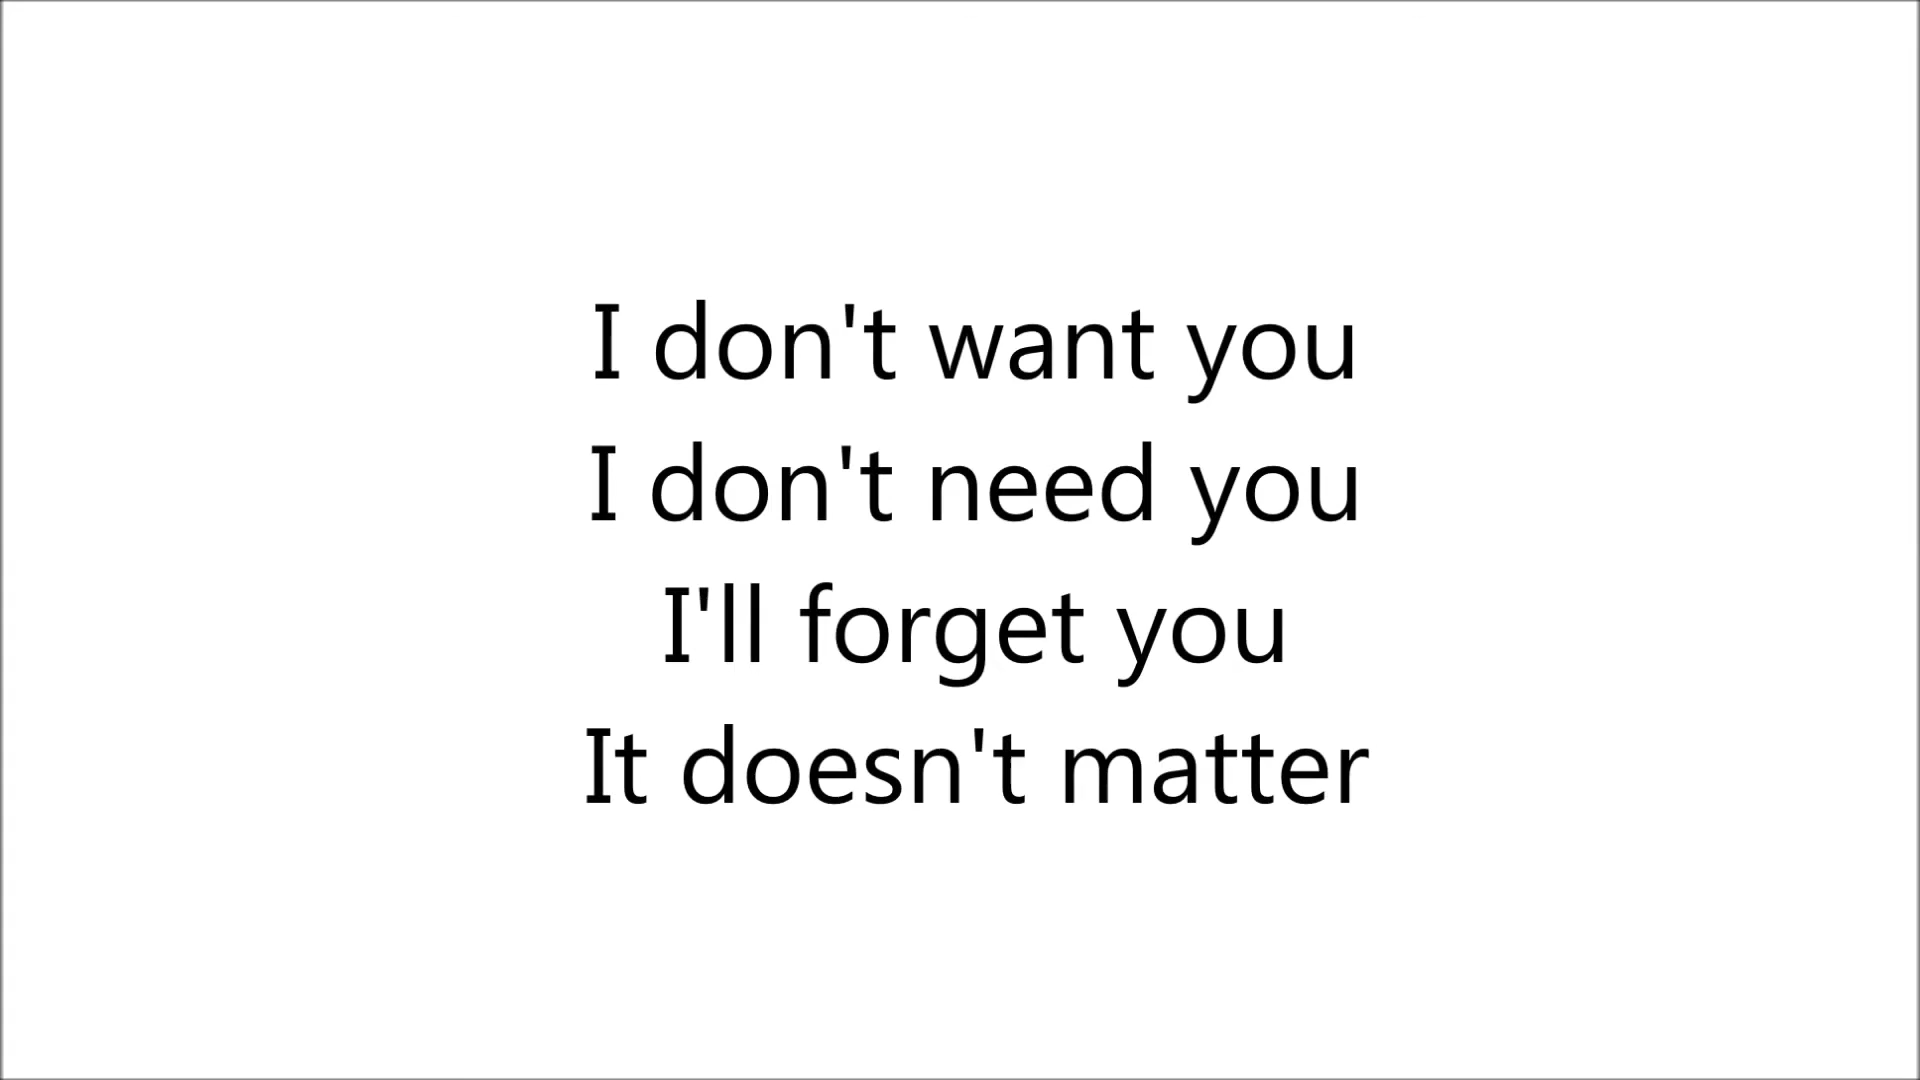 I don't want you
I don't need you
I'll forget you
It doesn't matter